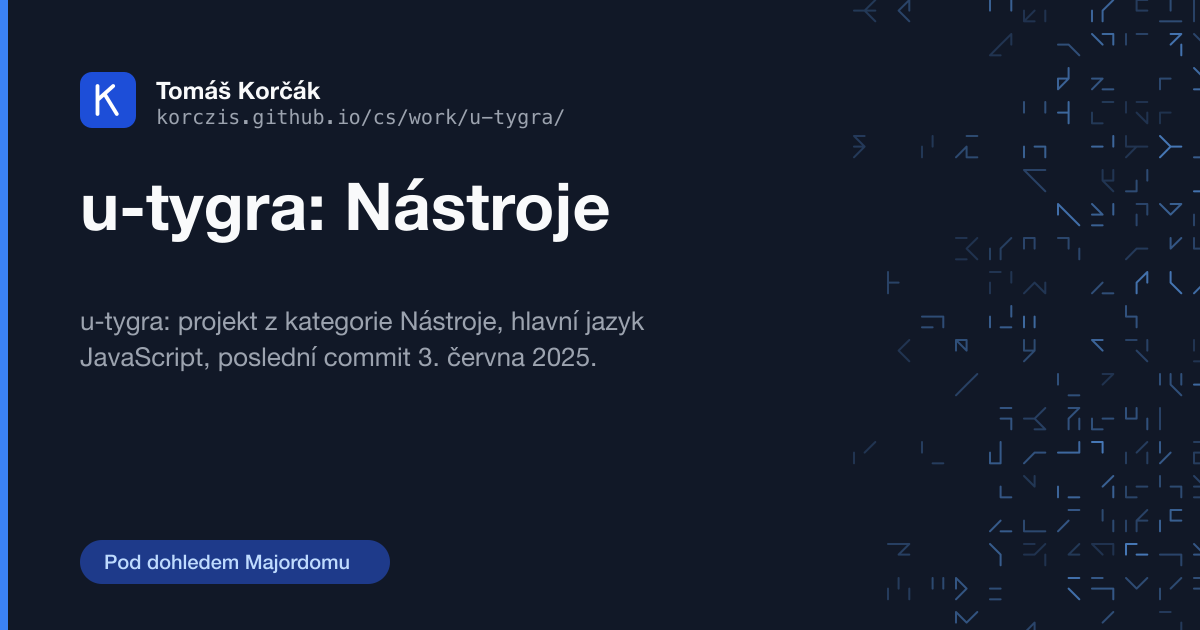 K
Tomáš Korčák
korczis.github.io/cs/work/u-tygra/
u-tygra: Nástroje
u-tygra: projekt z kategorie Nástroje, hlavní jazyk
JavaScript, poslední commit 3. června 2025.
Pod dohledem Majordomu